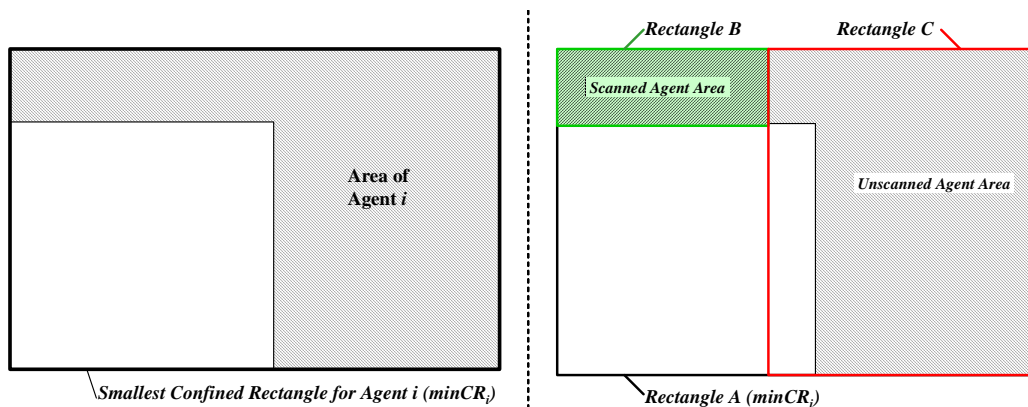 Area of
Agent i
Smallest Confined Rectangle for Agent i (minCRi)
Rectangle B
Rectangle C
Scanned Agent Area
Unscanned Agent Area
Rectangle A (minCRi)